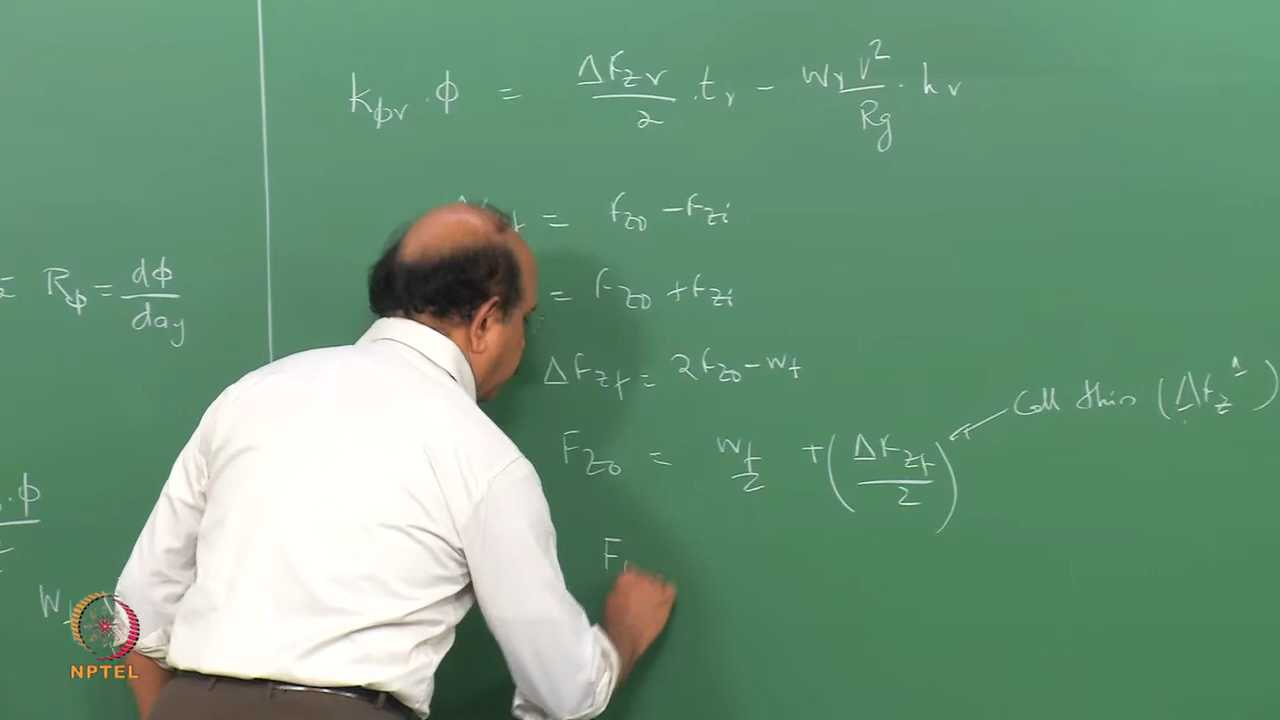 kϕr · ϕ = ΔFzr/2 · tr − Wr V²/Rg · hr
= Fzo − Fzi
= Fzo + Fzi
Rϕ = dϕ/day
ΔFzf = 2Fzo − Wf
Call this (ΔFz¹)
Fzo = Wf/2 + (ΔFzf/2)
· ϕ
F
W
NPTEL